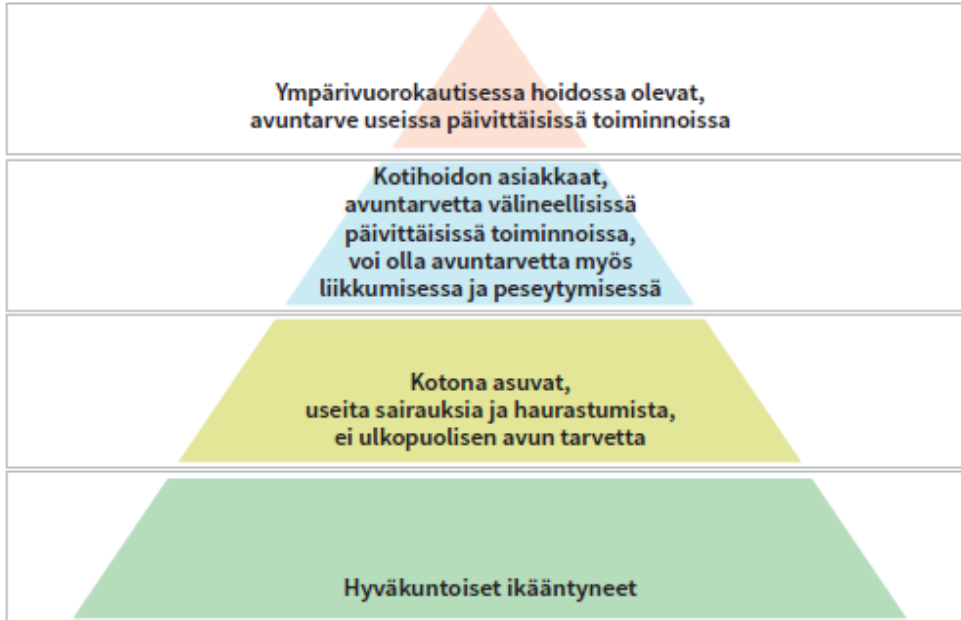 Ympärivuorokautisessa hoidossa olevat,
avuntarve useissa päivittäisissä toiminnoissa
Kotihoidon asiakkaat,
avuntarvetta välineellisissä
päivittäisissä toiminnoissa,
voi olla avuntarvetta myös
liikkumisessa ja peseytymisessä
Kotona asuvat,
useita sairauksia ja haurastumista,
ei ulkopuolisen avun tarvetta
Hyväkuntoiset ikääntyneet